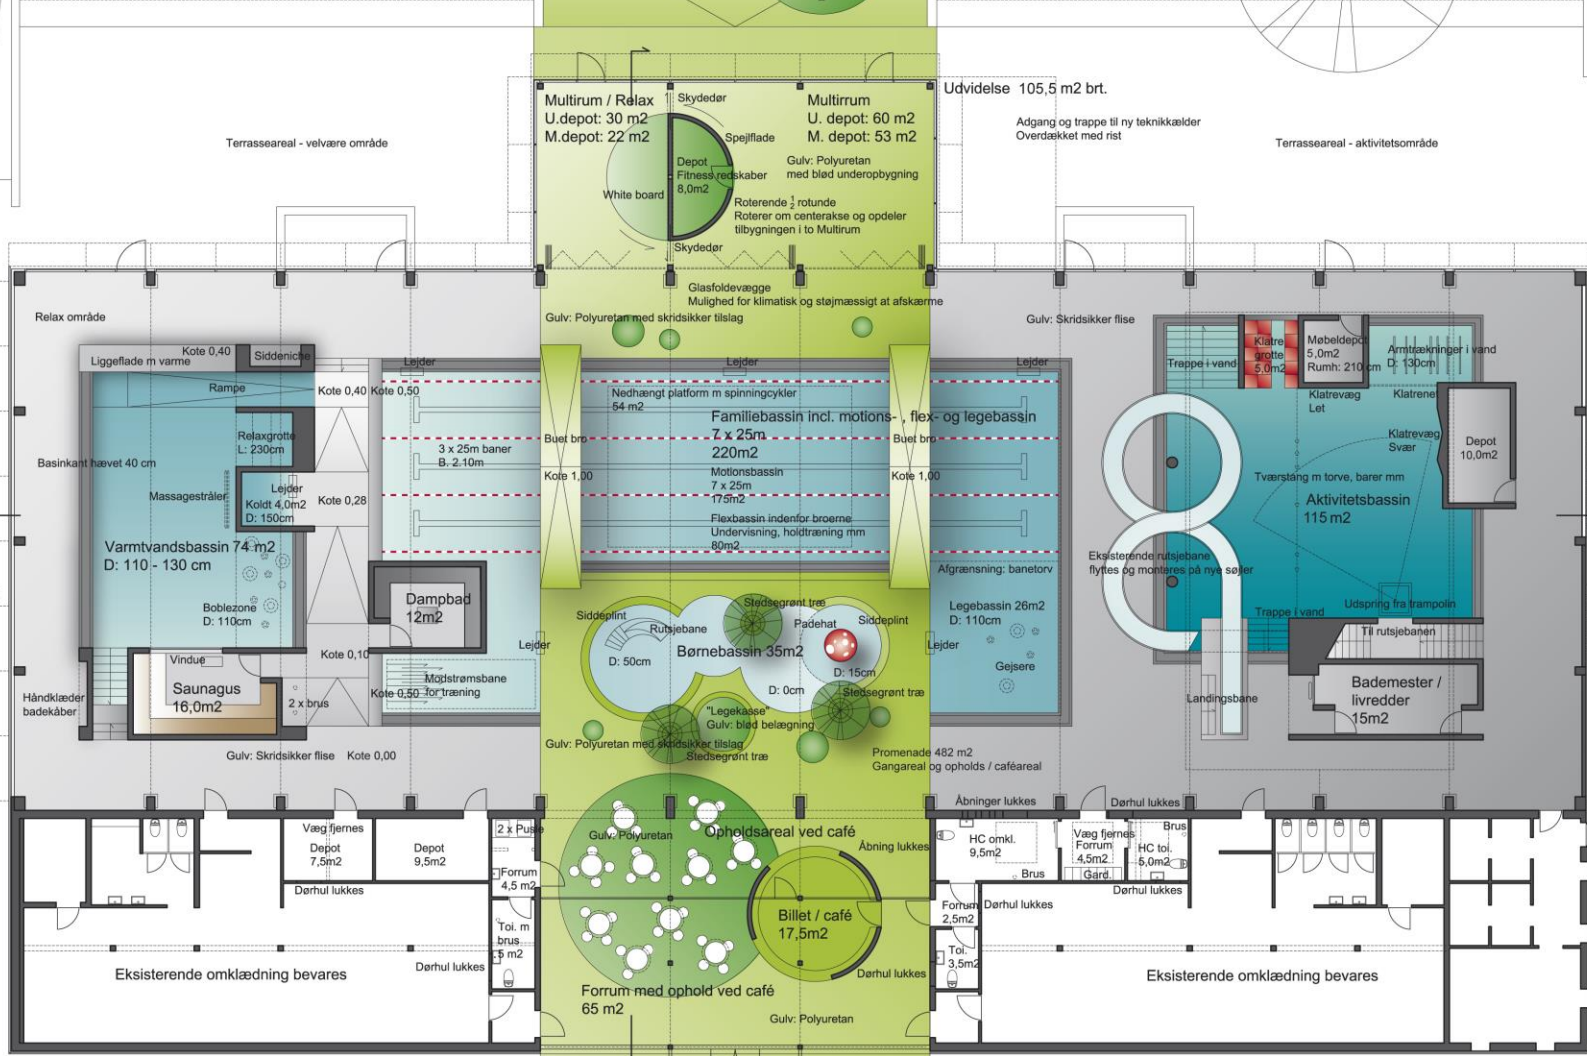 Udvidelse 105,5 m2 brt.
Adgang og trappe til ny teknikkælder
Overdækket med rist
Terrasseareal - velvære område
Terrasseareal - aktivitetsområde
Multirum / Relax
U.depot: 30 m2
M.depot: 22 m2
Skydedør
Multirrum
U. depot: 60 m2
M. depot: 53 m2
Spejlflade
Depot
Fitness redskaber
8,0m2
Gulv: Polyuretan
med blød underopbygning
White board
Roterende ½ rotunde
Roterer om centerakse og opdeler
tilbygningen i to Multirum
Skydedør
Glasfoldevægge
Mulighed for klimatisk og støjmæssigt at afskærme
Gulv: Polyuretan med skridsikker tilslag
Gulv: Skridsikker flise
Relax område
Kote 0,40
Siddeniche
Liggeflade m varme
Rampe
Kote 0,40
Kote 0,50
Lejder
Lejder
Lejder
Relaxgrotte
L: 230cm
Basinkant hævet 40 cm
Massagestråler
Lejder
Koldt 4,0m2
D: 150cm
Kote 0,28
Varmtvandsbassin 74 m2
D: 110 - 130 cm
Boblezone
D: 110cm
3 x 25m baner
B. 2.10m
Dampbad
12m2
Kote 0,10
Kote 0,50
Modstrømsbane
for træning
Vindue
Saunagus
16,0m2
2 x brus
Håndklæder
badekåber
Gulv: Skridsikker flise
Kote 0,00
Nedhængt platform m spinningcykler
54 m2
Familiebassin incl. motions- , flex- og legebassin
7 x 25m
220m2
Motionsbassin
7 x 25m
175m2
Flexbassin indenfor broerne
Undervisning, holdtræning mm
80m2
Buet bro
Kote 1,00
Buet bro
Kote 1,00
Afgrænsning: banetorv
Legebassin 26m2
D: 110cm
Gejsere
Lejder
Lejder
Siddeplint
Rutsjebane
Stedsegrønt træ
Padehat
Siddeplint
Børnebassin 35m2
D: 50cm
D: 15cm
D: 0cm
Stedsegrønt træ
"Legekasse"
Gulv: blød belægning
Gulv: Polyuretan med skridsikker tilslag
Stedsegrønt træ
Promenade 482 m2
Gangareal og opholds / caféareal
Trappe i vand
Klatre
grotte
5,0m2
Møbeldepot
5,0m2
Rumh: 210 cm
Armtrækninger i vand
D: 130cm
Klatrevæg
Let
Klatrenet
Klatrevæg
Svær
Depot
10,0m2
Tværstang m torve, barer mm
Aktivitetsbassin
115 m2
Eksisterende rutsjebane
flyttes og monteres på nye søjler
Trappe i vand
Udspring fra trampolin
Til rutsjebanen
Landingsbane
Bademester /
livredder
15m2
Væg fjernes
Depot
7,5m2
Depot
9,5m2
2 x Pusle
Forrum
4,5 m2
Dørhul lukkes
Toi. m
brus
5 m2
Dørhul lukkes
Eksisterende omklædning bevares
Gulv: Polyuretan
Opholdsareal ved café
Åbning lukkes
Billet / café
17,5m2
Dørhul lukkes
Forrum med ophold ved café
65 m2
Gulv: Polyuretan
Åbninger lukkes
Dørhul lukkes
HC omkl.
9,5m2
Brus
Væg fjernes
Forrum
4,5m2
Gard.
Brus
HC toi.
5,0m2
Dørhul lukkes
Forrum
2,5m2
Dørhul lukkes
Toi.
3,5m2
Eksisterende omklædning bevares